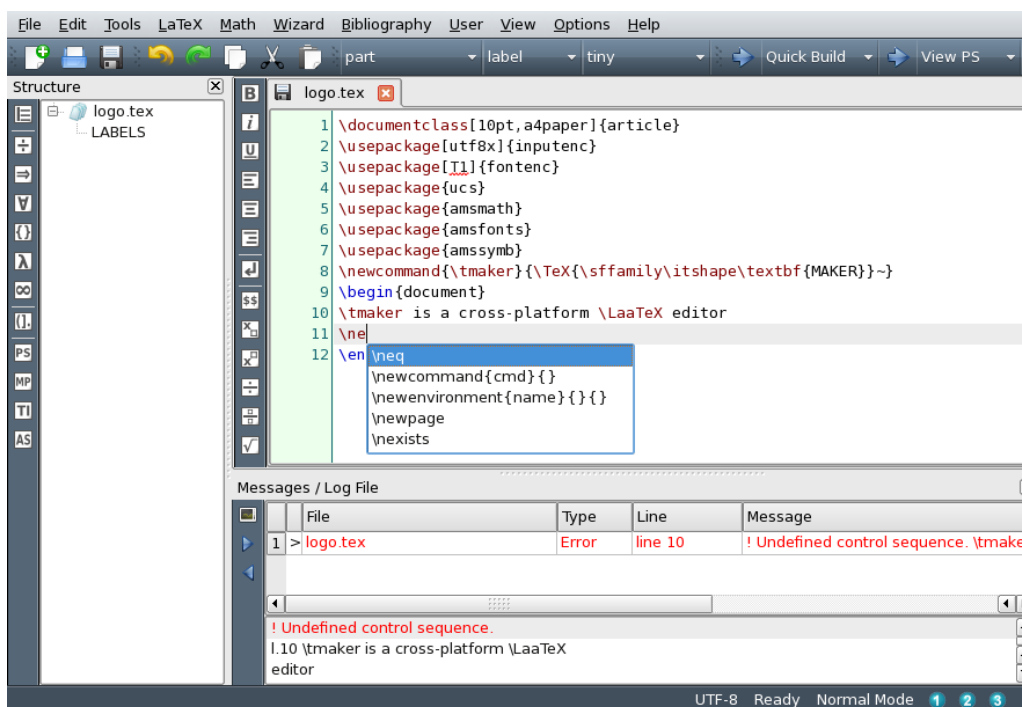 File Edit Tools LaTeX Math Wizard Bibliography User View Options Help
part label tiny Quick Build View PS
Structure
logo.tex
LABELS
PS
MP
TI
AS
B
i
U
$$
logo.tex
1 \documentclass[10pt,a4paper]{article}
2 \usepackage[utf8x]{inputenc}
3 \usepackage[T1]{fontenc}
4 \usepackage{ucs}
5 \usepackage{amsmath}
6 \usepackage{amsfonts}
7 \usepackage{amssymb}
8 \newcommand{\tmaker}{\TeX{\sffamily\itshape\textbf{MAKER}}~}
9 \begin{document}
10 \tmaker is a cross-platform \LaaTeX editor
11 \ne
12 \en
\neq
\newcommand{cmd}{}
\newenvironment{name}{}{}
\newpage
\nexists
Messages / Log File
File Type Line Message
1 > logo.tex Error line 10 ! Undefined control sequence. \tmake
! Undefined control sequence.
l.10 \tmaker is a cross-platform \LaaTeX
editor
UTF-8 Ready Normal Mode 1 2 3